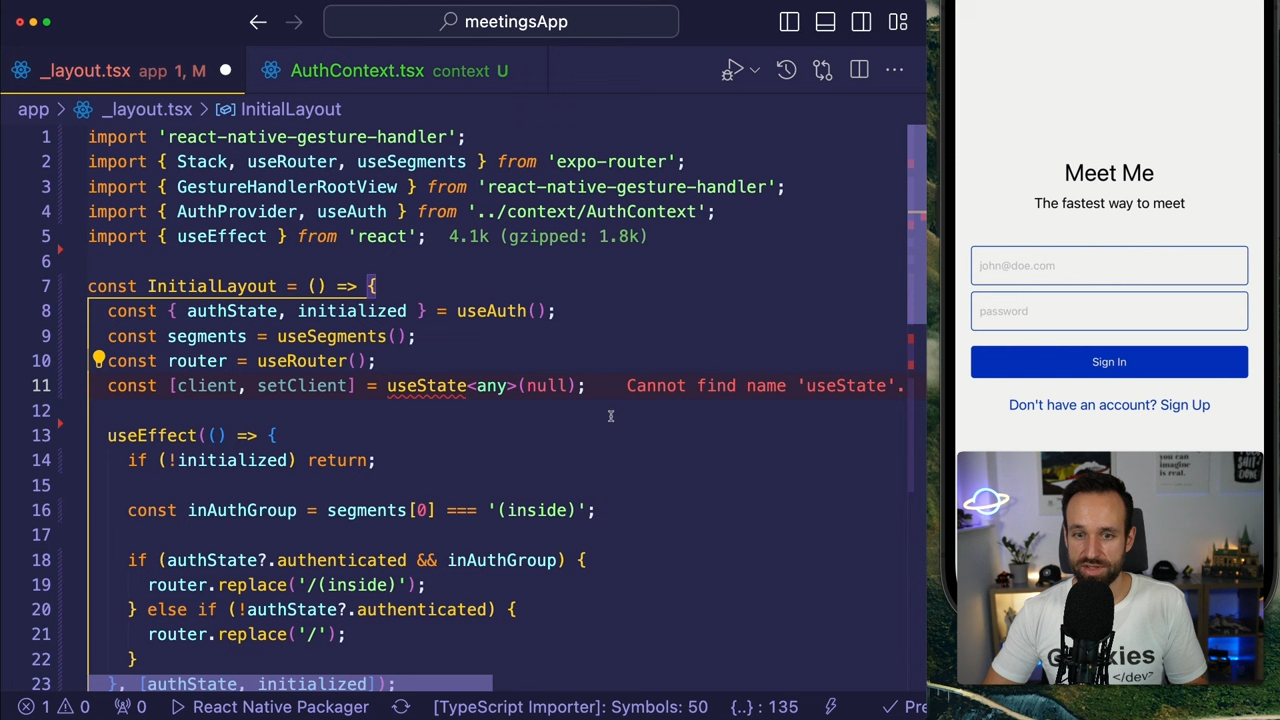 meetingsApp
_layout.tsx app 1, M
AuthContext.tsx context U
app > _layout.tsx > InitialLayout
1 import 'react-native-gesture-handler';
2 import { Stack, useRouter, useSegments } from 'expo-router';
3 import { GestureHandlerRootView } from 'react-native-gesture-handler';
4 import { AuthProvider, useAuth } from '../context/AuthContext';
5 import { useEffect } from 'react'; 4.1k (gzipped: 1.8k)
6
7 const InitialLayout = () => {
8 const { authState, initialized } = useAuth();
9 const segments = useSegments();
10 const router = useRouter();
11 const [client, setClient] = useState<any>(null); Cannot find name 'useState'.
12
13 useEffect(() => {
14 if (!initialized) return;
15
16 const inAuthGroup = segments[0] === '(inside)';
17
18 if (authState?.authenticated && inAuthGroup) {
19 router.replace('/(inside)');
20 } else if (!authState?.authenticated) {
21 router.replace('/');
22 }
23 }, [authState, initialized]);
1 0 0 React Native Packager [TypeScript Importer]: Symbols: 50 {..} : 135 Pre
Meet Me
The fastest way to meet
john@doe.com
password
Sign In
Don't have an account? Sign Up
you can
imagine
is real.
</dev>